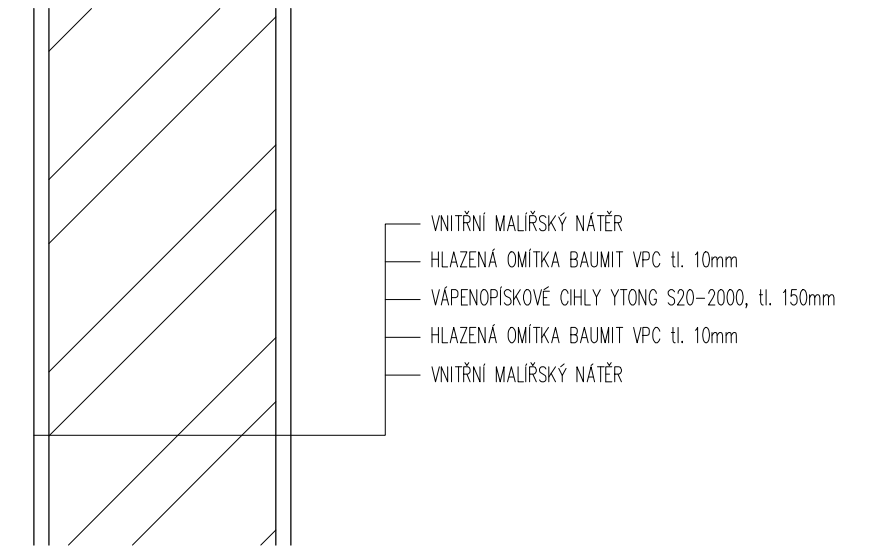 VNITŘNÍ MALÍŘSKÝ NÁTĚR
HLAZENÁ OMÍTKA BAUMIT VPC tl. 10mm
VÁPENOPÍSKOVÉ CIHLY YTONG S20-2000, tl. 150mm
HLAZENÁ OMÍTKA BAUMIT VPC tl. 10mm
VNITŘNÍ MALÍŘSKÝ NÁTĚR